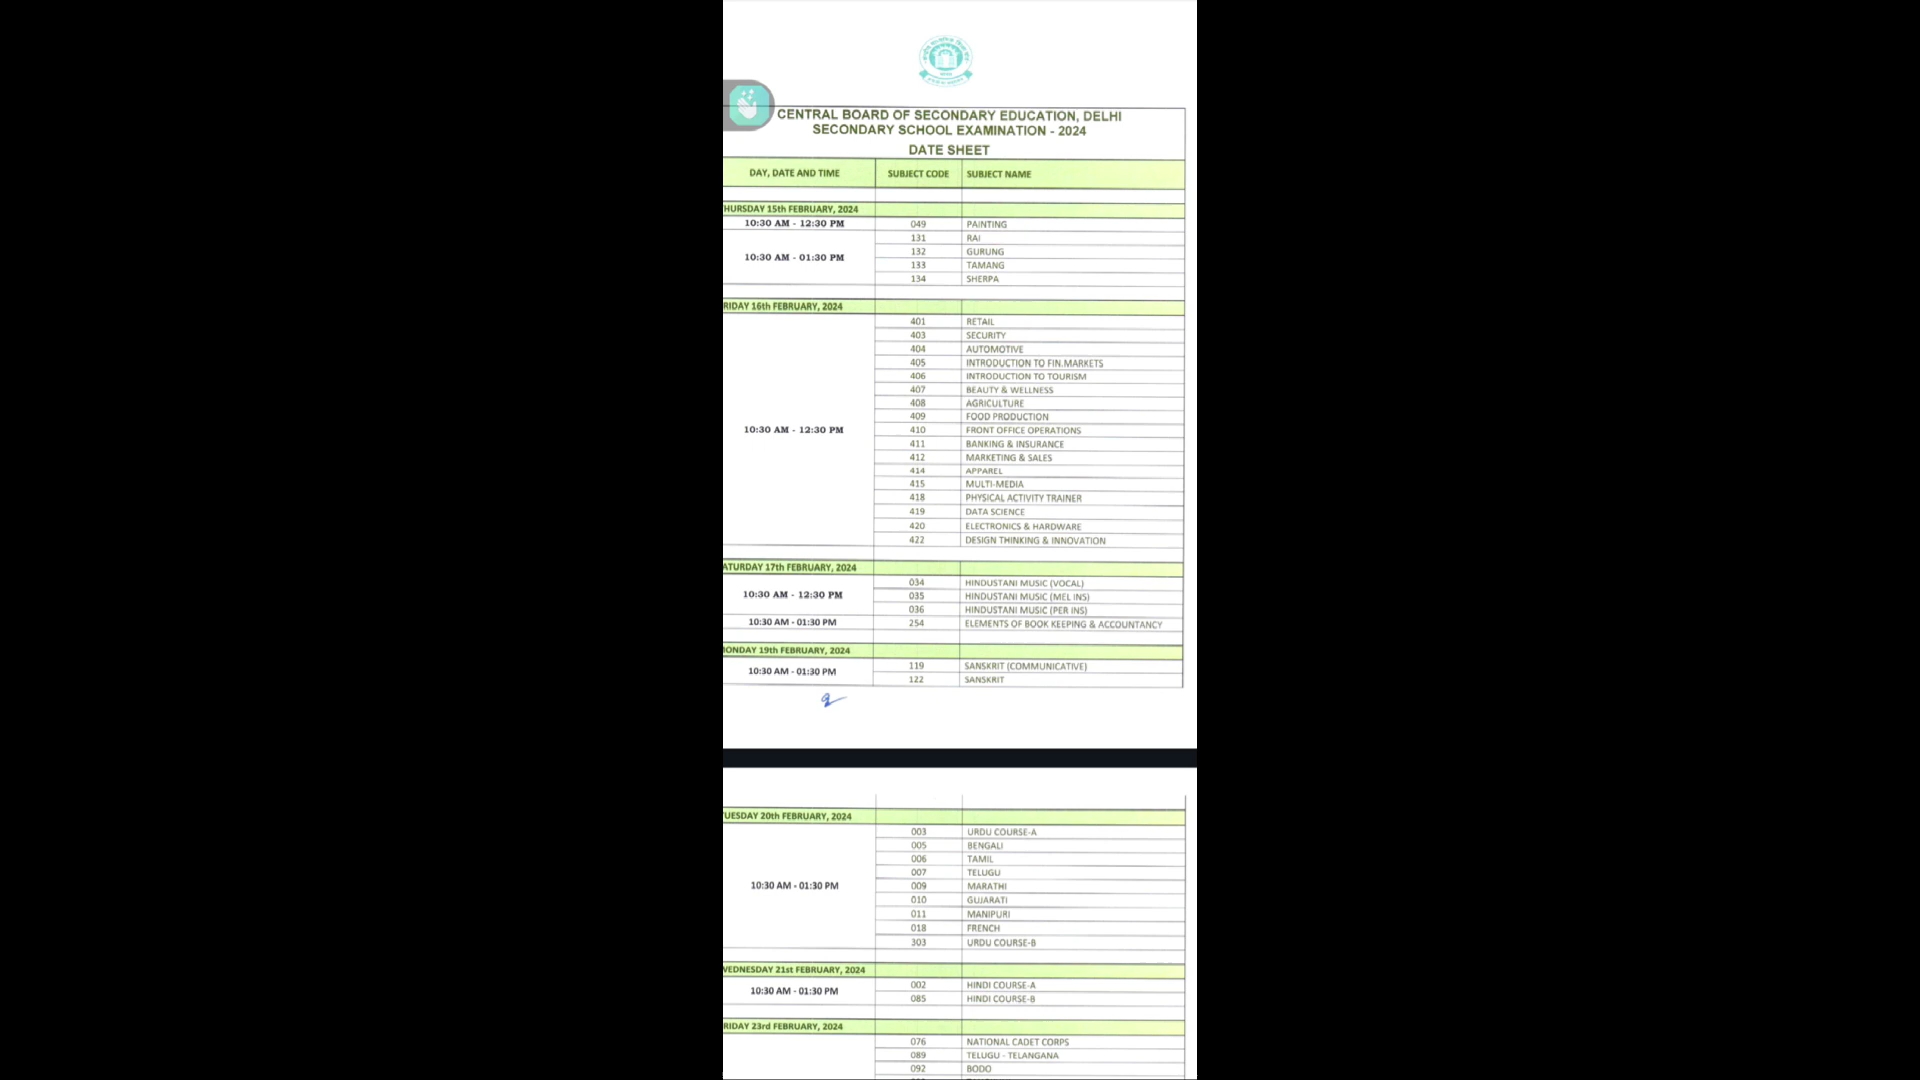 CENTRAL BOARD OF SECONDARY EDUCATION, DELHI
SECONDARY SCHOOL EXAMINATION - 2024
DATE SHEET
DAY, DATE AND TIME SUBJECT CODE SUBJECT NAME
HURSDAY 15th FEBRUARY, 2024
10:30 AM - 12:30 PM 049 PAINTING
131 RAI
132 GURUNG
10:30 AM - 01:30 PM
133 TAMANG
134 SHERPA
RIDAY 16th FEBRUARY, 2024
401 RETAIL
403 SECURITY
404 AUTOMOTIVE
405 INTRODUCTION TO FIN.MARKETS
406 INTRODUCTION TO TOURISM
407 BEAUTY & WELLNESS
408 AGRICULTURE
409 FOOD PRODUCTION
10:30 AM - 12:30 PM 410 FRONT OFFICE OPERATIONS
411 BANKING & INSURANCE
412 MARKETING & SALES
414 APPAREL
415 MULTI-MEDIA
418 PHYSICAL ACTIVITY TRAINER
419 DATA SCIENCE
420 ELECTRONICS & HARDWARE
422 DESIGN THINKING & INNOVATION
ATURDAY 17th FEBRUARY, 2024
034 HINDUSTANI MUSIC (VOCAL)
10:30 AM - 12:30 PM 035 HINDUSTANI MUSIC (MEL INS)
036 HINDUSTANI MUSIC (PER INS)
10:30 AM - 01:30 PM 254 ELEMENTS OF BOOK KEEPING & ACCOUNTANCY
ONDAY 19th FEBRUARY, 2024
10:30 AM - 01:30 PM 119 SANSKRIT (COMMUNICATIVE)
122 SANSKRIT
UESDAY 20th FEBRUARY, 2024
003 URDU COURSE-A
005 BENGALI
006 TAMIL
007 TELUGU
10:30 AM - 01:30 PM 009 MARATHI
010 GUJARATI
011 MANIPURI
018 FRENCH
303 URDU COURSE-B
WEDNESDAY 21st FEBRUARY, 2024
10:30 AM - 01:30 PM 002 HINDI COURSE-A
085 HINDI COURSE-B
RIDAY 23rd FEBRUARY, 2024
076 NATIONAL CADET CORPS
089 TELUGU - TELANGANA
092 BODO